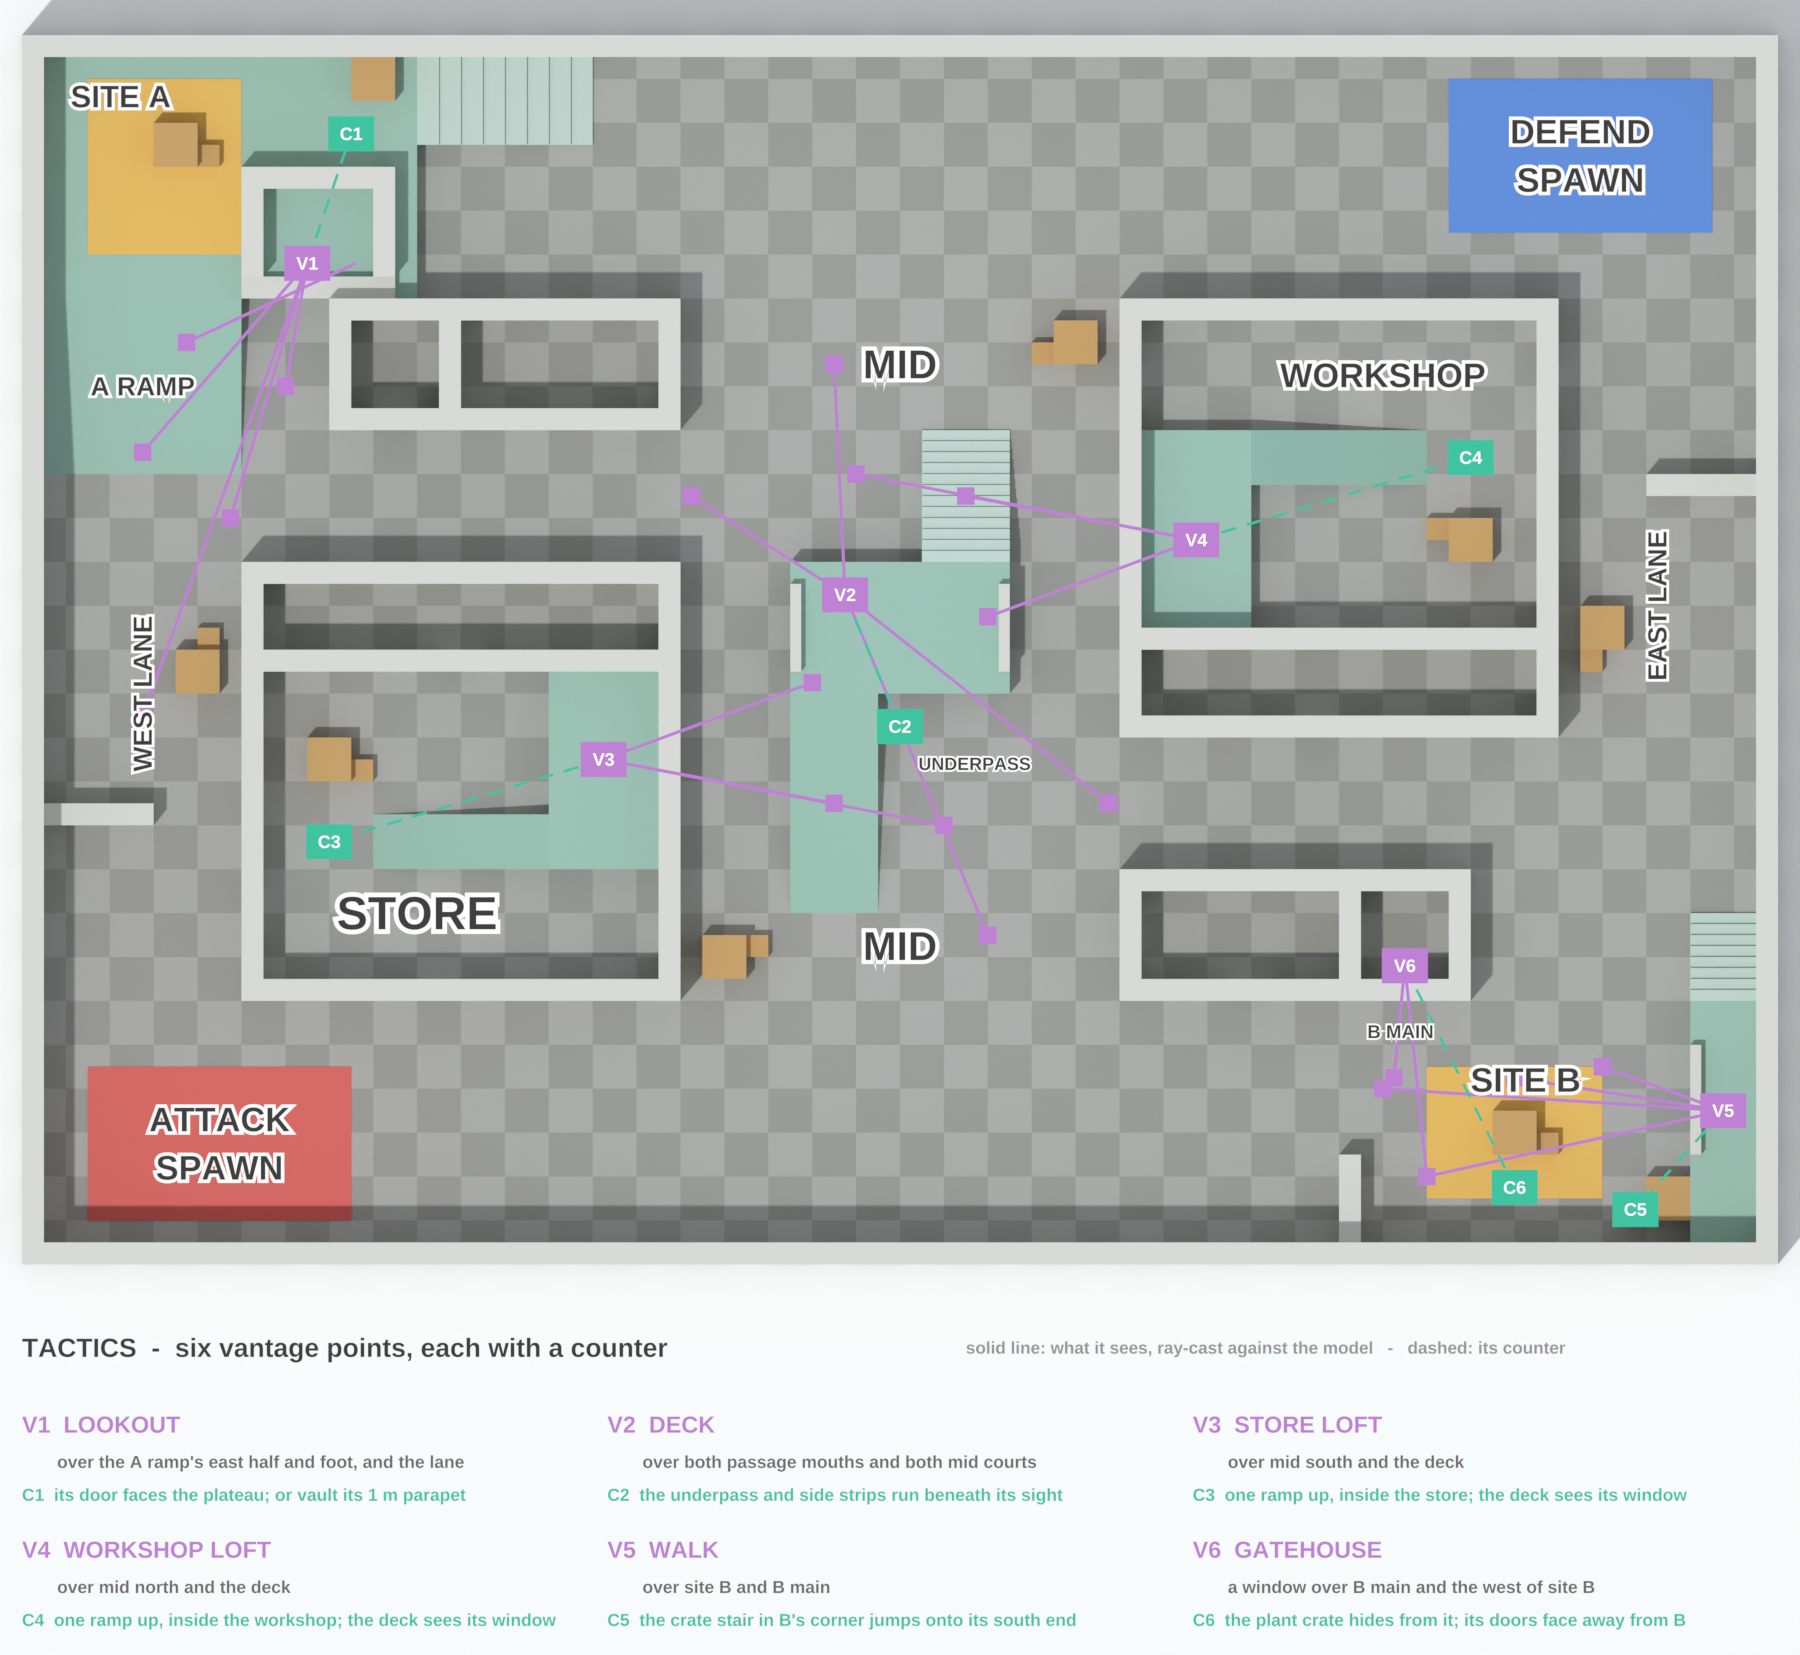 SITE A
C1
DEFEND
SPAWN
V1
MID
WORKSHOP
A RAMP
C4
V4
V2
EAST LANE
WEST LANE
C2
V3
UNDERPASS
C3
STORE
MID
V6
B MAIN
SITE B
V5
ATTACK
SPAWN
C6
C5
TACTICS - six vantage points, each with a counter
solid line: what it sees, ray-cast against the model - dashed: its counter
V1 LOOKOUT
over the A ramp's east half and foot, and the lane
C1 its door faces the plateau; or vault its 1 m parapet
V2 DECK
over both passage mouths and both mid courts
C2 the underpass and side strips run beneath its sight
V3 STORE LOFT
over mid south and the deck
C3 one ramp up, inside the store; the deck sees its window
V4 WORKSHOP LOFT
over mid north and the deck
C4 one ramp up, inside the workshop; the deck sees its window
V5 WALK
over site B and B main
C5 the crate stair in B's corner jumps onto its south end
V6 GATEHOUSE
a window over B main and the west of site B
C6 the plant crate hides from it; its doors face away from B